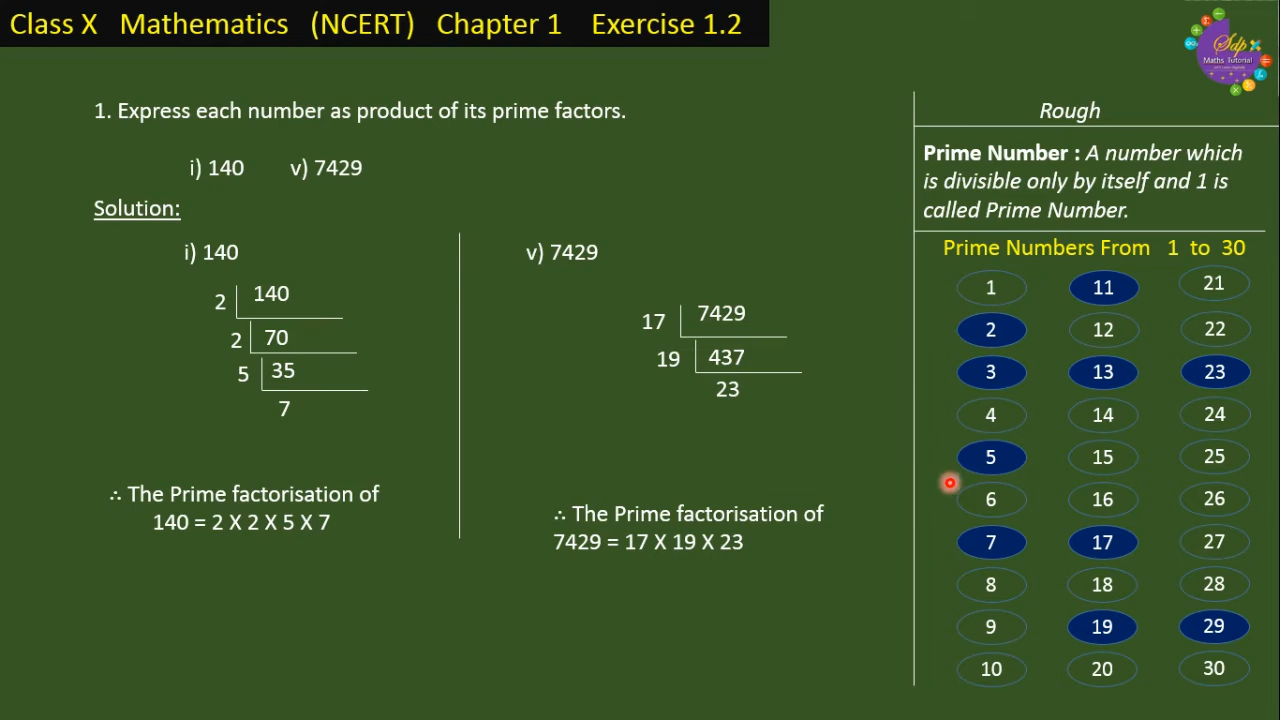 Class X Mathematics (NCERT) Chapter 1 Exercise 1.2
Sdp
Maths Tutorial
1. Express each number as product of its prime factors.
i) 140 v) 7429
Solution:
i) 140
2 140
2 70
5 35
7
∴ The Prime factorisation of
140 = 2 X 2 X 5 X 7
v) 7429
17 7429
19 437
23
∴ The Prime factorisation of
7429 = 17 X 19 X 23
Rough
Prime Number : A number which
is divisible only by itself and 1 is
called Prime Number.
Prime Numbers From 1 to 30
1 11 21
2 12 22
3 13 23
4 14 24
5 15 25
6 16 26
7 17 27
8 18 28
9 19 29
10 20 30